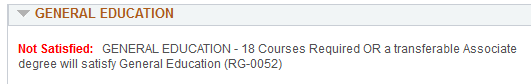 GENERAL EDUCATION
Not Satisfied: GENERAL EDUCATION - 18 Courses Required OR a transferable Associate
degree will satisfy General Education (RG-0052)